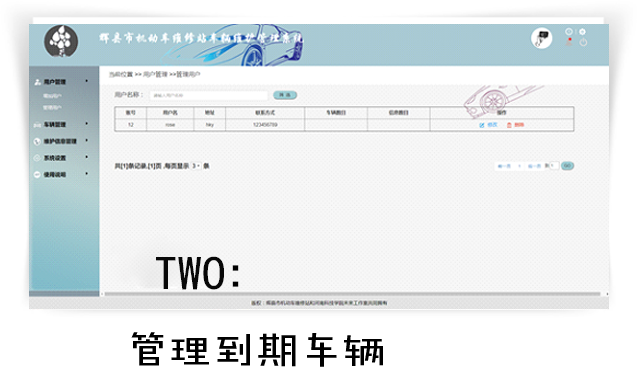 辉县市机动车维修站车辆维护管理系统
当前位置 >> 用户管理 >>管理用户
用户管理
增加用户
管理用户
车辆管理
维护信息管理
系统设置
使用说明
用户名称： 请输入用户名称
账号 用户名 地址 联系方式 车辆数目 信用数目 操作
12 rose hky 123456789 修改 删除
共[1]条记录,[1]页 ,每页显示 3 条
TWO:
版权：辉县市机动车维修站和河南科技学院未来工作室共同拥有
管理到期车辆